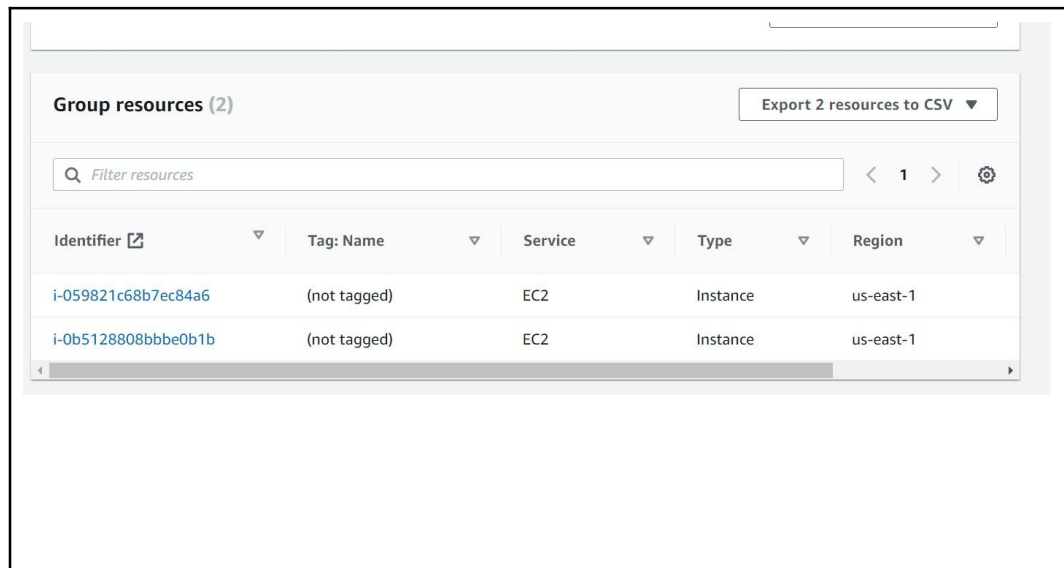 Group resources (2)
Export 2 resources to CSV
Filter resources
1
Identifier Tag: Name Service Type Region
i-059821c68b7ec84a6 (not tagged) EC2 Instance us-east-1
i-0b5128808bbbe0b1b (not tagged) EC2 Instance us-east-1